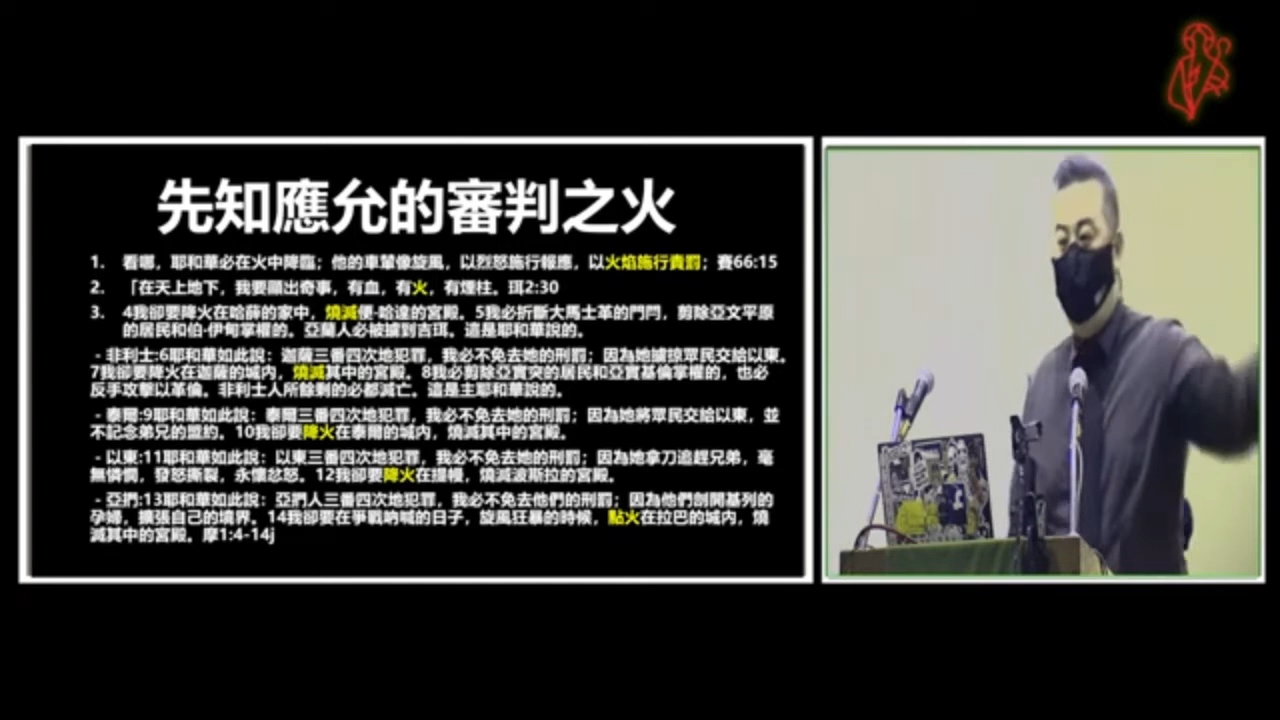 先知應允的審判之火
1. 看哪，耶和華必在火中降臨；他的車輦像旋風，以烈怒施行報應，以火焰施行責罰；賽66:15
2. 「在天上地下，我要顯出奇事，有血，有火，有煙柱。珥2:30
3. 4我卻要降火在哈薛的家中，燒滅便·哈達的宮殿。5我必折斷大馬士革的門閂，剪除亞文平原
的居民和伯·伊甸掌權的。亞蘭人必被擄到吉珥。這是耶和華說的。
- 非利士:6耶和華如此說：迦薩三番四次地犯罪，我必不免去她的刑罰；因為她擄掠眾民交給以東。
7我卻要降火在迦薩的城內，燒滅其中的宮殿。8我必剪除亞實突的居民和亞實基倫掌權的，也必
反手攻擊以革倫。非利士人所餘剩的必都滅亡。這是主耶和華說的。
- 泰爾:9耶和華如此說：泰爾三番四次地犯罪，我必不免去她的刑罰；因為她將眾民交給以東，並
不記念弟兄的盟約。10我卻要降火在泰爾的城內，燒滅其中的宮殿。
- 以東:11耶和華如此說：以東三番四次地犯罪，我必不免去她的刑罰；因為她拿刀追趕兄弟，毫
無憐憫，發怒撕裂，永懷忿怒。12我卻要降火在提幔，燒滅波斯拉的宮殿。
- 亞捫:13耶和華如此說：亞捫人三番四次地犯罪，我必不免去他們的刑罰；因為他們剖開基列的
孕婦，擴張自己的境界。14我卻要在爭戰吶喊的日子，旋風狂暴的時候，點火在拉巴的城內，燒
滅其中的宮殿。摩1:4-14j